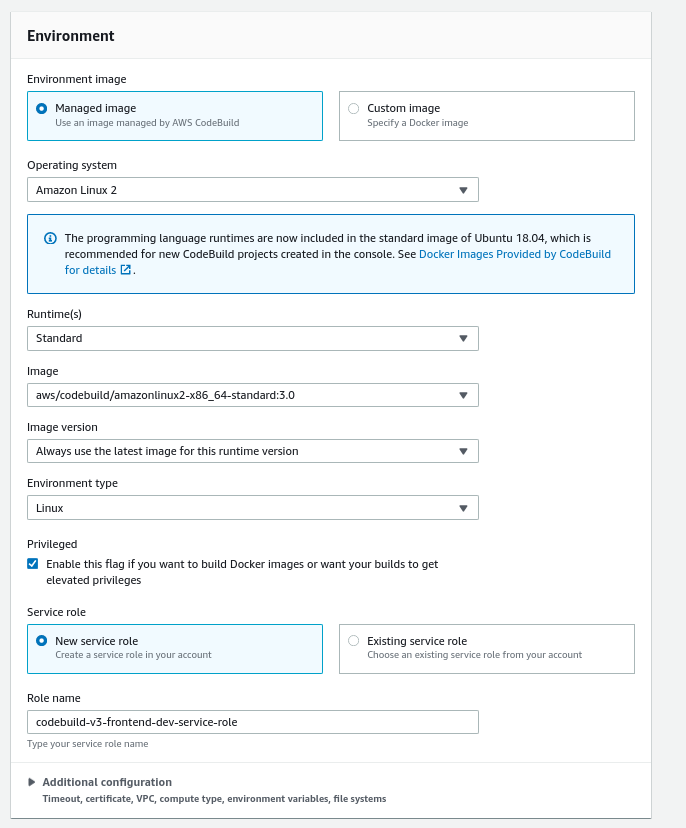 Environment
Environment image
Managed image
Use an image managed by AWS CodeBuild
Custom image
Specify a Docker image
Operating system
Amazon Linux 2
The programming language runtimes are now included in the standard image of Ubuntu 18.04, which is
recommended for new CodeBuild projects created in the console. See Docker Images Provided by CodeBuild
for details .
Runtime(s)
Standard
Image
aws/codebuild/amazonlinux2-x86_64-standard:3.0
Image version
Always use the latest image for this runtime version
Environment type
Linux
Privileged
Enable this flag if you want to build Docker images or want your builds to get
elevated privileges
Service role
New service role
Create a service role in your account
Existing service role
Choose an existing service role from your account
Role name
codebuild-v3-frontend-dev-service-role
Type your service role name
Additional configuration
Timeout, certificate, VPC, compute type, environment variables, file systems